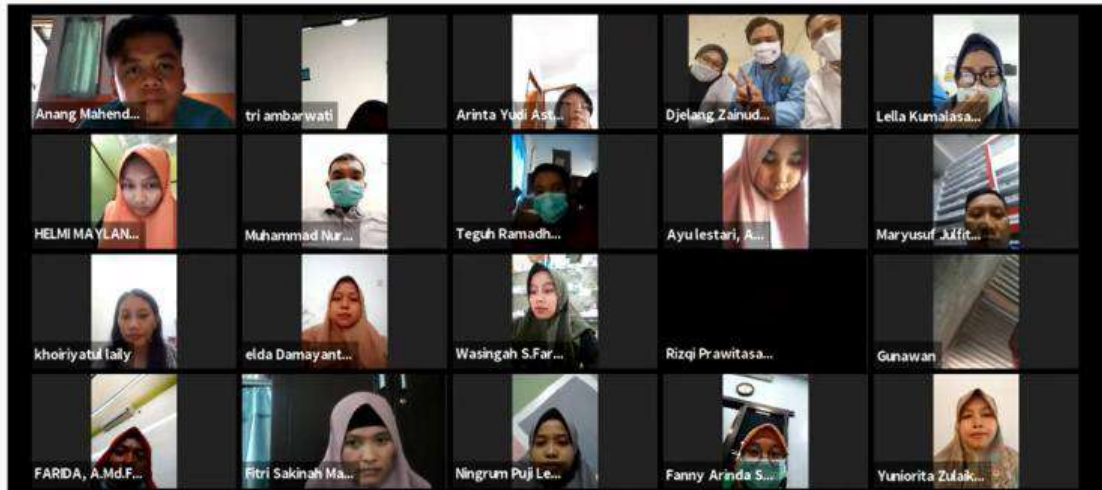 Anang Mahend...
tri ambarwati
Arinta Yudi Ast...
Djelang Zainud...
Lella Kumalasa...
HELMI MAYLAN...
Muhammad Nur...
Teguh Ramadh...
Ayu lestari, A...
Maryusuf Julfit...
khoiriyatul laily
elda Damayant...
Wasingah S.Far...
Rizqi Prawitasa...
Gunawan
FARIDA, A.Md.F...
Fitri Sakinah Ma...
Ningrum Puji Le...
Fanny Arinda S...
Yuniorita Zulaik...